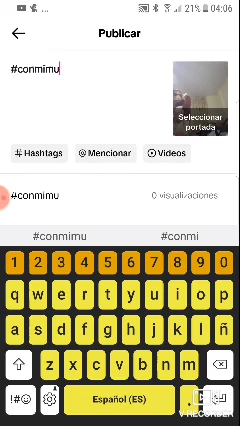 21% 04:06
Publicar
#conmimu
Seleccionar
portada
# Hashtags @ Mencionar Videos
#conmimu 0 visualizaciones
#conmimu #conmi
1 2 3 4 5 6 7 8 9 0
q w e r t y u i o p
a s d f g h j k l ñ
z x c v b n m
!#☺ Español (ES) .
V RECORDER